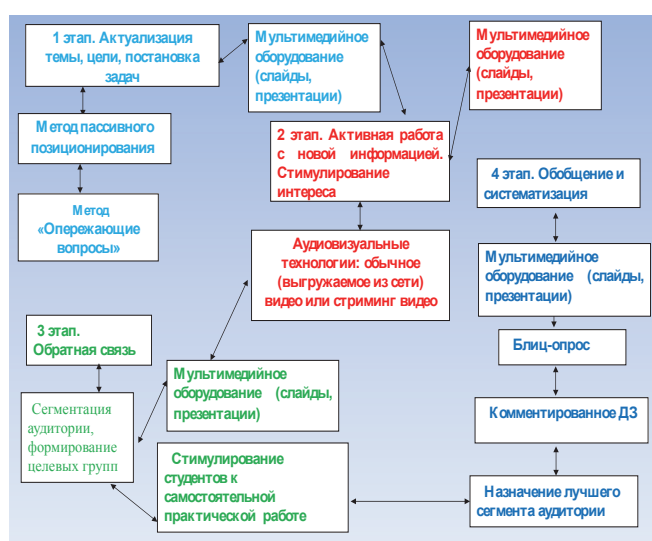 1 этап. Актуализация
темы, цели, постановка
задач
Мультимедийное
оборудование
(слайды,
презентации)
Мультимедийное
оборудование
(слайды,
презентации)
Метод пассивного
позиционирования
2 этап. Активная работа
с новой информацией.
Стимулирование
интереса
4 этап. Обобщение и
систематизация
Метод
«Опережающие
вопросы»
Аудиовизуальные
технологии: обычное
(выгружаемое из сети)
видео или стриминг видео
Мультимедийное
оборудование (слайды,
презентации)
3 этап.
Обратная связь
Блиц-опрос
Мультимедийное
оборудование (слайды,
презентации)
Сегментация
аудитории,
формирование
целевых групп
Комментированное ДЗ
Стимулирование
студентов к
самостоятельной
практической работе
Назначение лучшего
сегмента аудитории